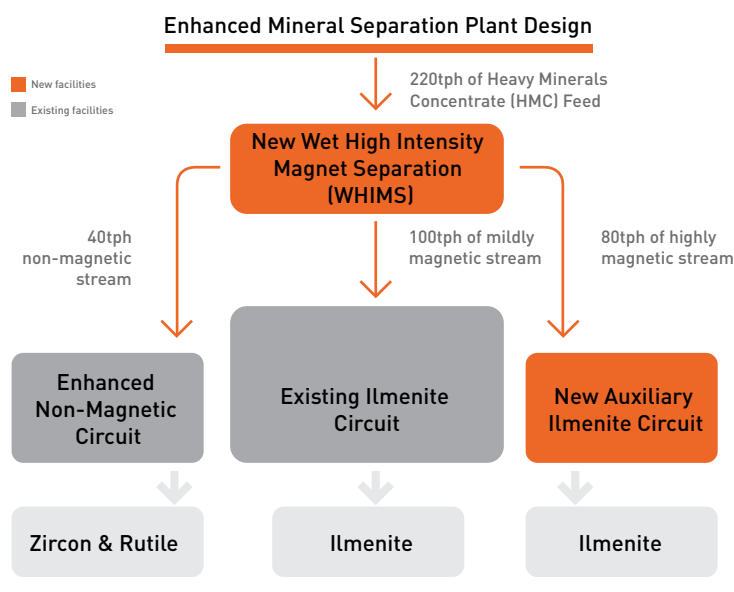 Enhanced Mineral Separation Plant Design
New facilities
Existing facilities
220tph of Heavy Minerals
Concentrate (HMC) Feed
New Wet High Intensity
Magnet Separation
(WHIMS)
40tph
non-magnetic
stream
100tph of mildly
magnetic stream
80tph of highly
magnetic stream
Enhanced
Non-Magnetic
Circuit
Existing Ilmenite
Circuit
New Auxiliary
Ilmenite Circuit
Zircon & Rutile
Ilmenite
Ilmenite